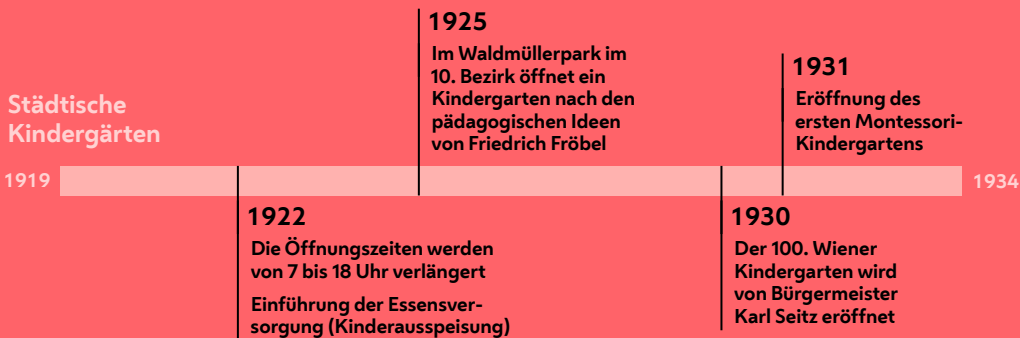 Städtische
Kindergärten
1919
1922
Die Öffnungszeiten werden
von 7 bis 18 Uhr verlängert
Einführung der Essensver-
sorgung (Kinderausspeisung)
1925
Im Waldmüllerpark im
10. Bezirk öffnet ein
Kindergarten nach den
pädagogischen Ideen
von Friedrich Fröbel
1930
Der 100. Wiener
Kindergarten wird
von Bürgermeister
Karl Seitz eröffnet
1931
Eröffnung des
ersten Montessori-
Kindergartens
1934